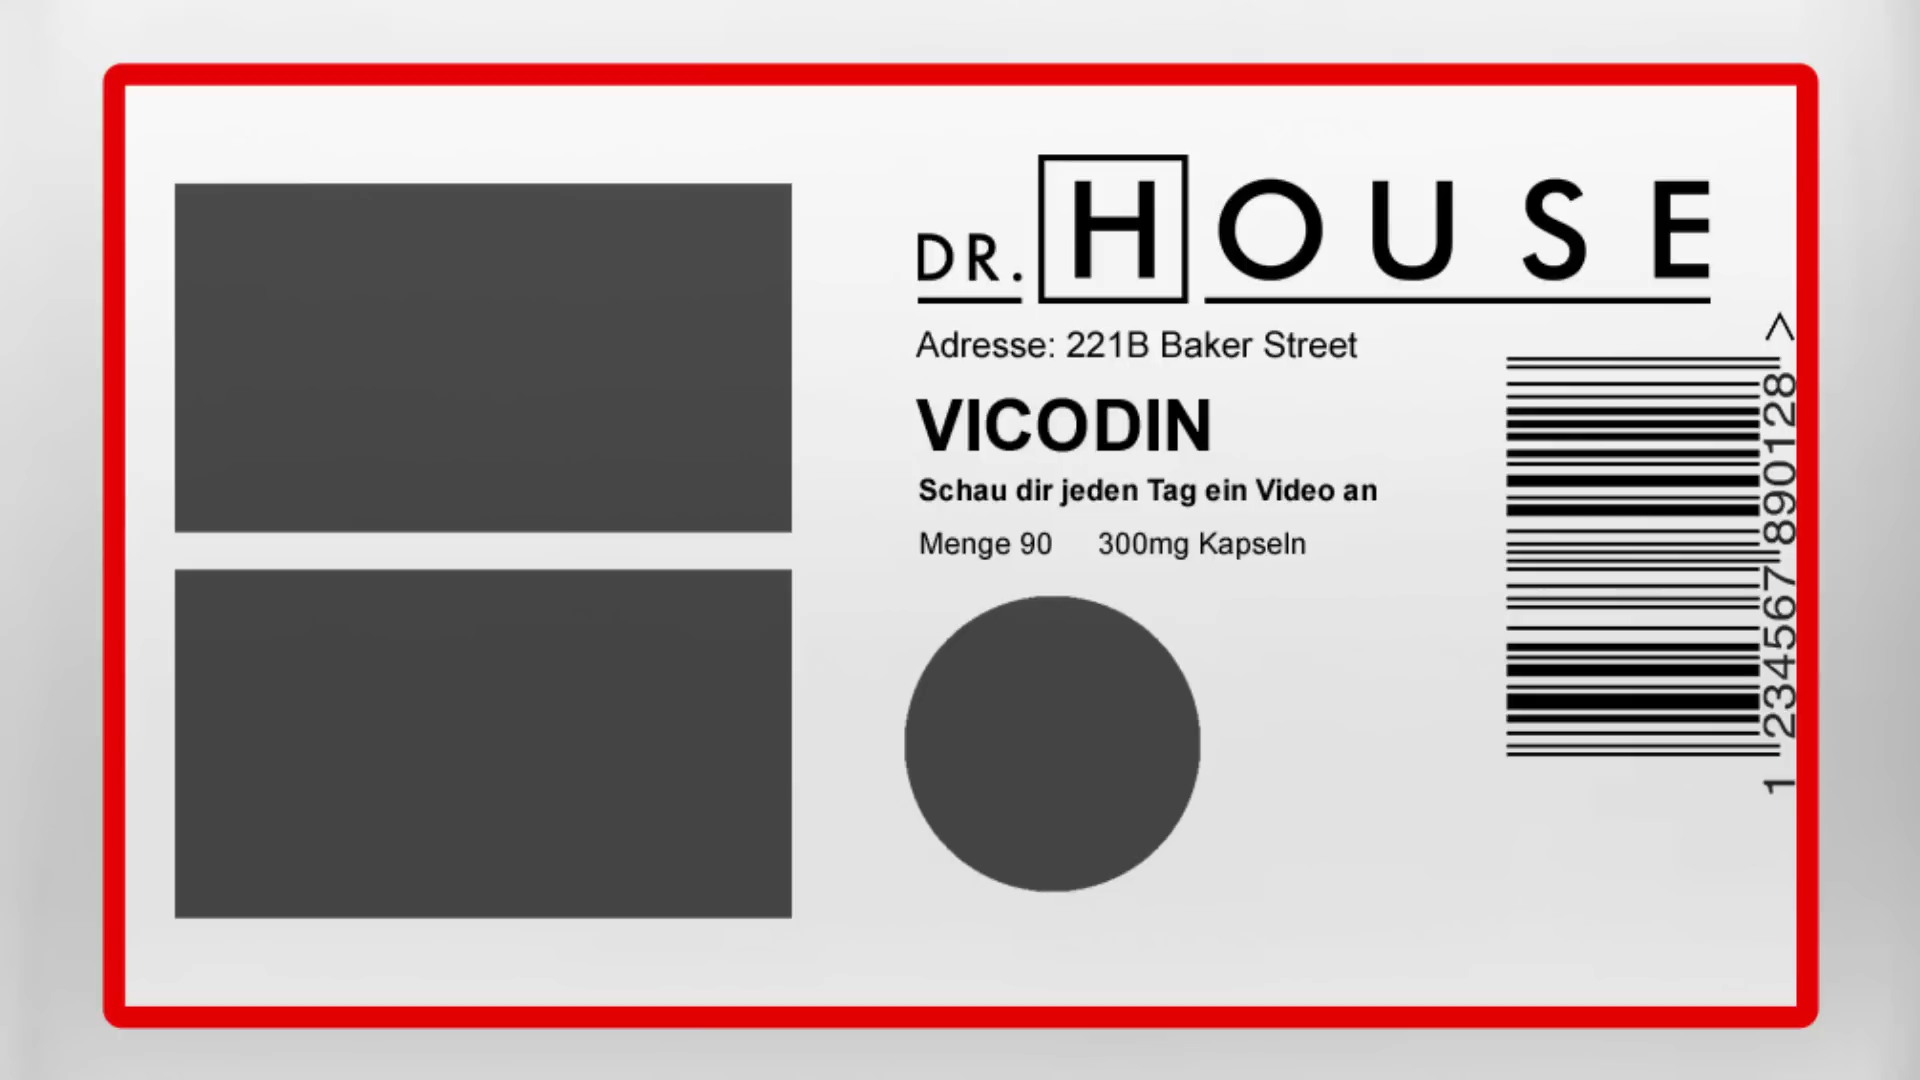 DR. HOUSE
Adresse: 221B Baker Street
VICODIN
Schau dir jeden Tag ein Video an
Menge 90 300mg Kapseln
1 234567 890128 >